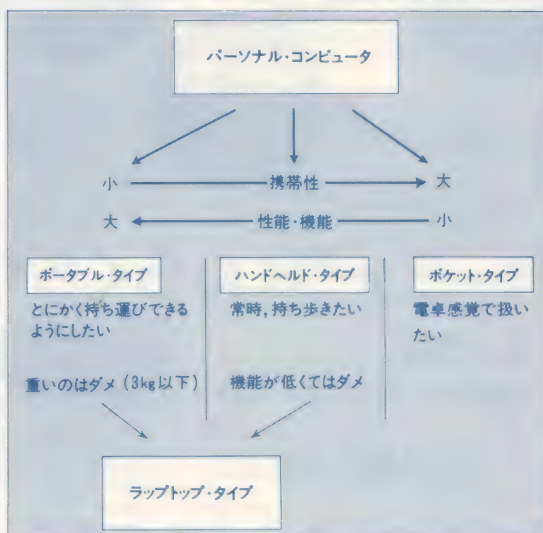 パーソナル・コンピュータ
小 携帯性 大
大 性能・機能 小
ポータブル・タイプ
とにかく持ち運びできる
ようにしたい
重いのはダメ(3kg以下)
ハンドヘルド・タイプ
常時,持ち歩きたい
機能が低くてはダメ
ポケット・タイプ
電卓感覚で扱い
たい
ラップトップ・タイプ